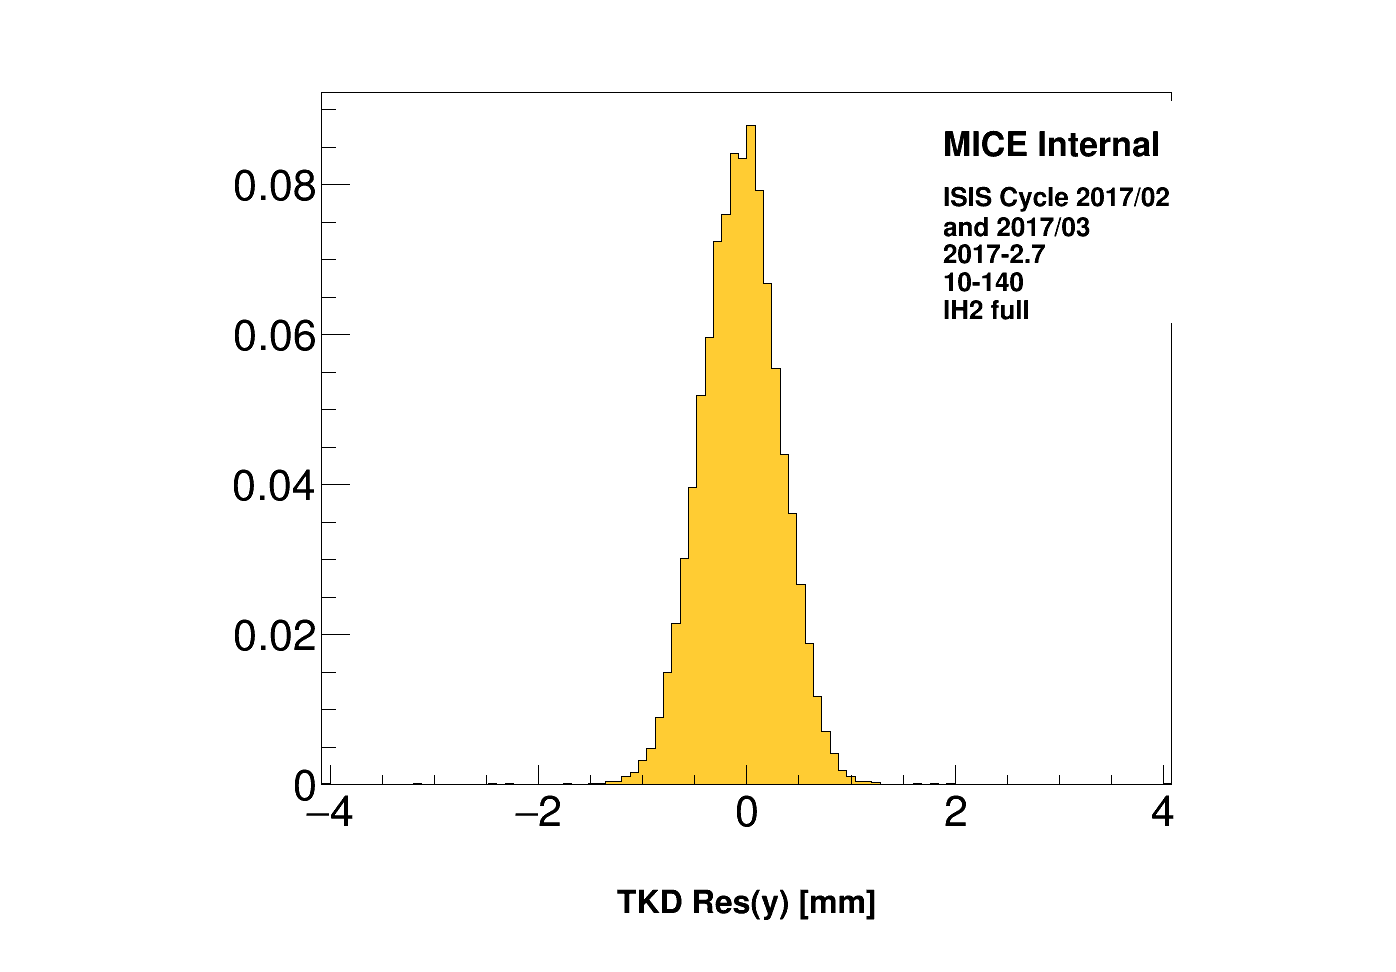 MICE Internal
ISIS Cycle 2017/02
and 2017/03
2017-2.7
10-140
lH2 full
0.08
0.06
0.04
0.02
0
−4 −2 0 2 4
TKD Res(y) [mm]